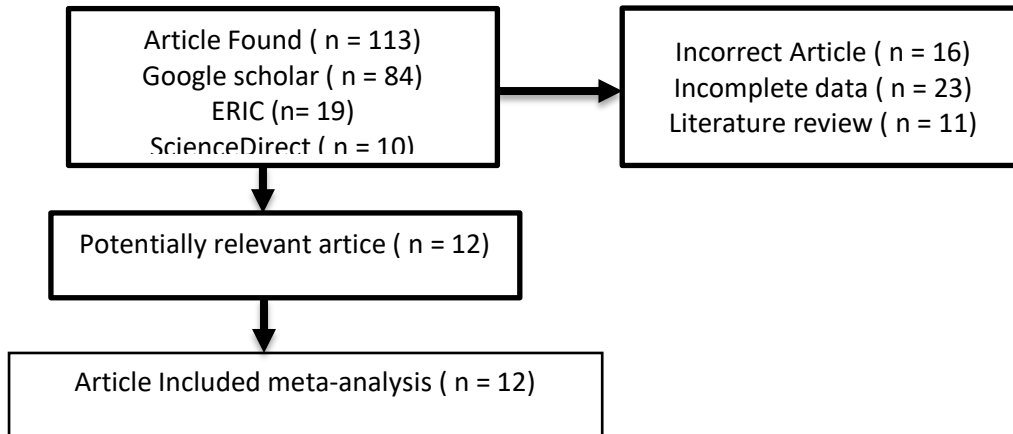 Article Found ( n = 113)
Google scholar ( n = 84)
ERIC (n= 19)
ScienceDirect ( n = 10)
Incorrect Article ( n = 16)
Incomplete data ( n = 23)
Literature review ( n = 11)
Potentially relevant artice ( n = 12)
Article Included meta-analysis ( n = 12)